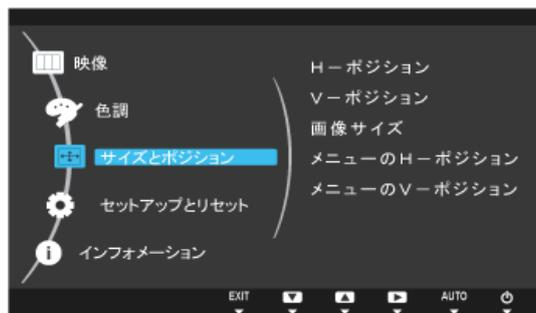 映像
色調
サイズとポジション
セットアップとリセット
インフォメーション
H－ポジション
V－ポジション
画像サイズ
メニューのH－ポジション
メニューのV－ポジション
EXIT
AUTO